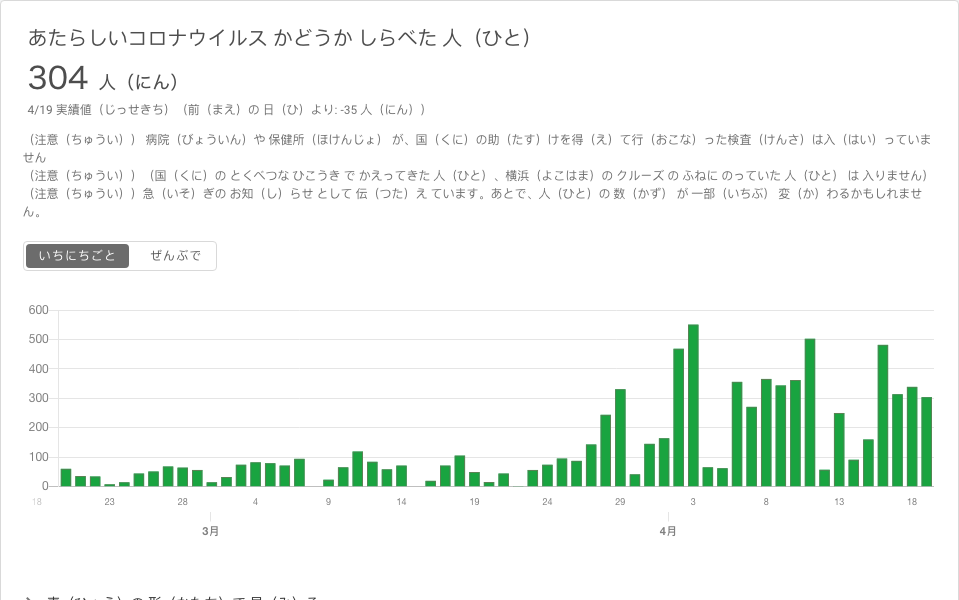 あたらしいコロナウイルス かどうか しらべた 人（ひと）
304 人（にん）
4/19 実績値（じっせきち）（前（まえ）の 日（ひ）より: -35 人（にん））
（注意（ちゅうい）） 病院（びょういん）や 保健所（ほけんじょ） が、国（くに）の助（たす）けを得（え）て行（おこな）った検査（けんさ）は入（はい）っていま
せん
（注意（ちゅうい））（国（くに）の とくべつな ひこうき で かえってきた 人（ひと）、横浜（よこはま）の クルーズ の ふねに のっていた 人（ひと） は 入りません）
（注意（ちゅうい））急（いそ）ぎの お知（し）らせ として 伝（つた）え ています。あとで、人（ひと）の 数（かず） が 一部（いちぶ） 変（か）わるかもしれませ
ん。
いちにちごと ぜんぶで
600
500
400
300
200
100
0
18 23 28 4 9 14 19 24 29 3 8 13 18
3月 4月